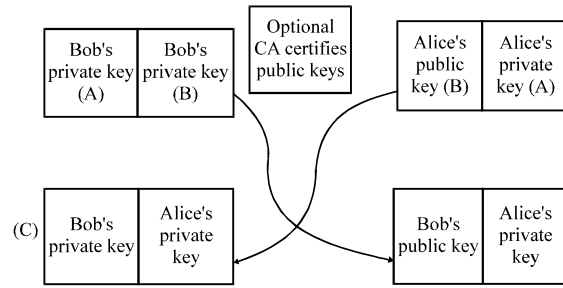 Bob's
private key
(A)
Bob's
private key
(B)
Optional
CA certifies
public keys
Alice's
public
key (B)
Alice's
private
key (A)
(C)
Bob's
private key
Alice's
private
key
Bob's
public key
Alice's
private
key